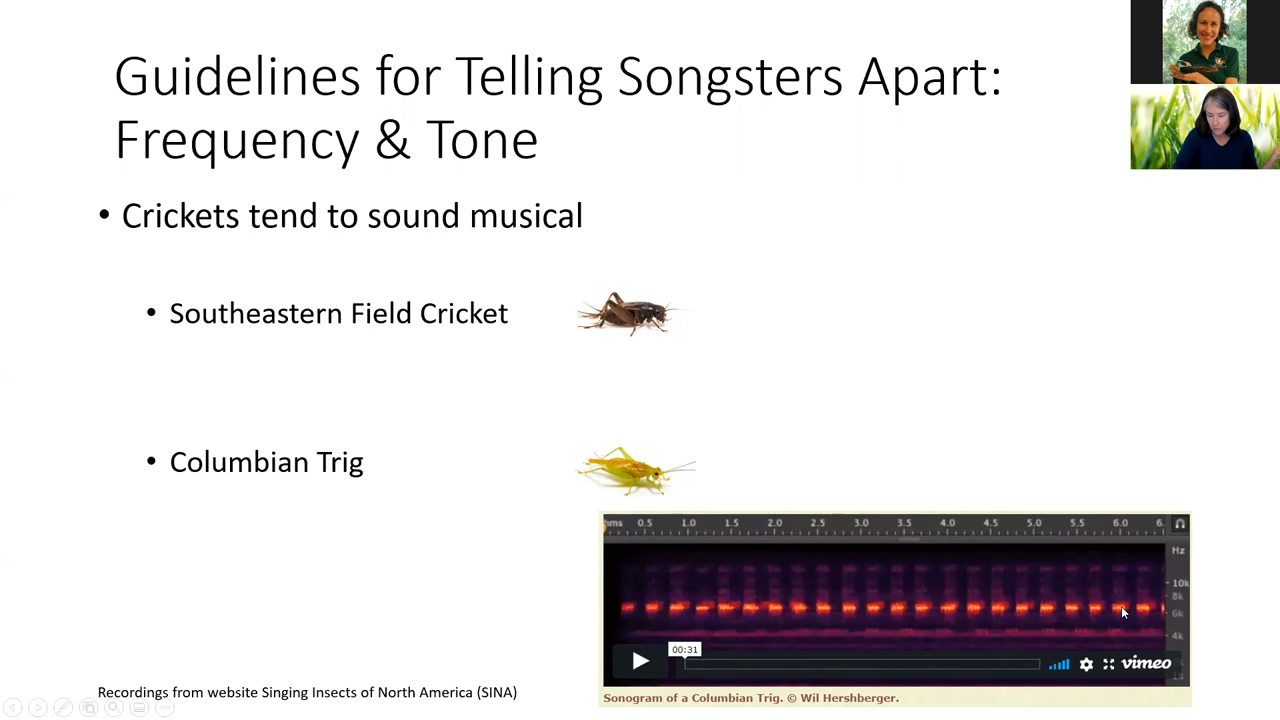 Guidelines for Telling Songsters Apart:
Frequency & Tone
• Crickets tend to sound musical
• Southeastern Field Cricket
• Columbian Trig
hms 0.5 1.0 1.5 2.0 2.5 3.0 3.5 4.0 4.5 5.0 5.5 6.0 6.
Hz
10k
8k
6k
4k
00:31
vimeo
Sonogram of a Columbian Trig. © Wil Hershberger.
Recordings from website Singing Insects of North America (SINA)